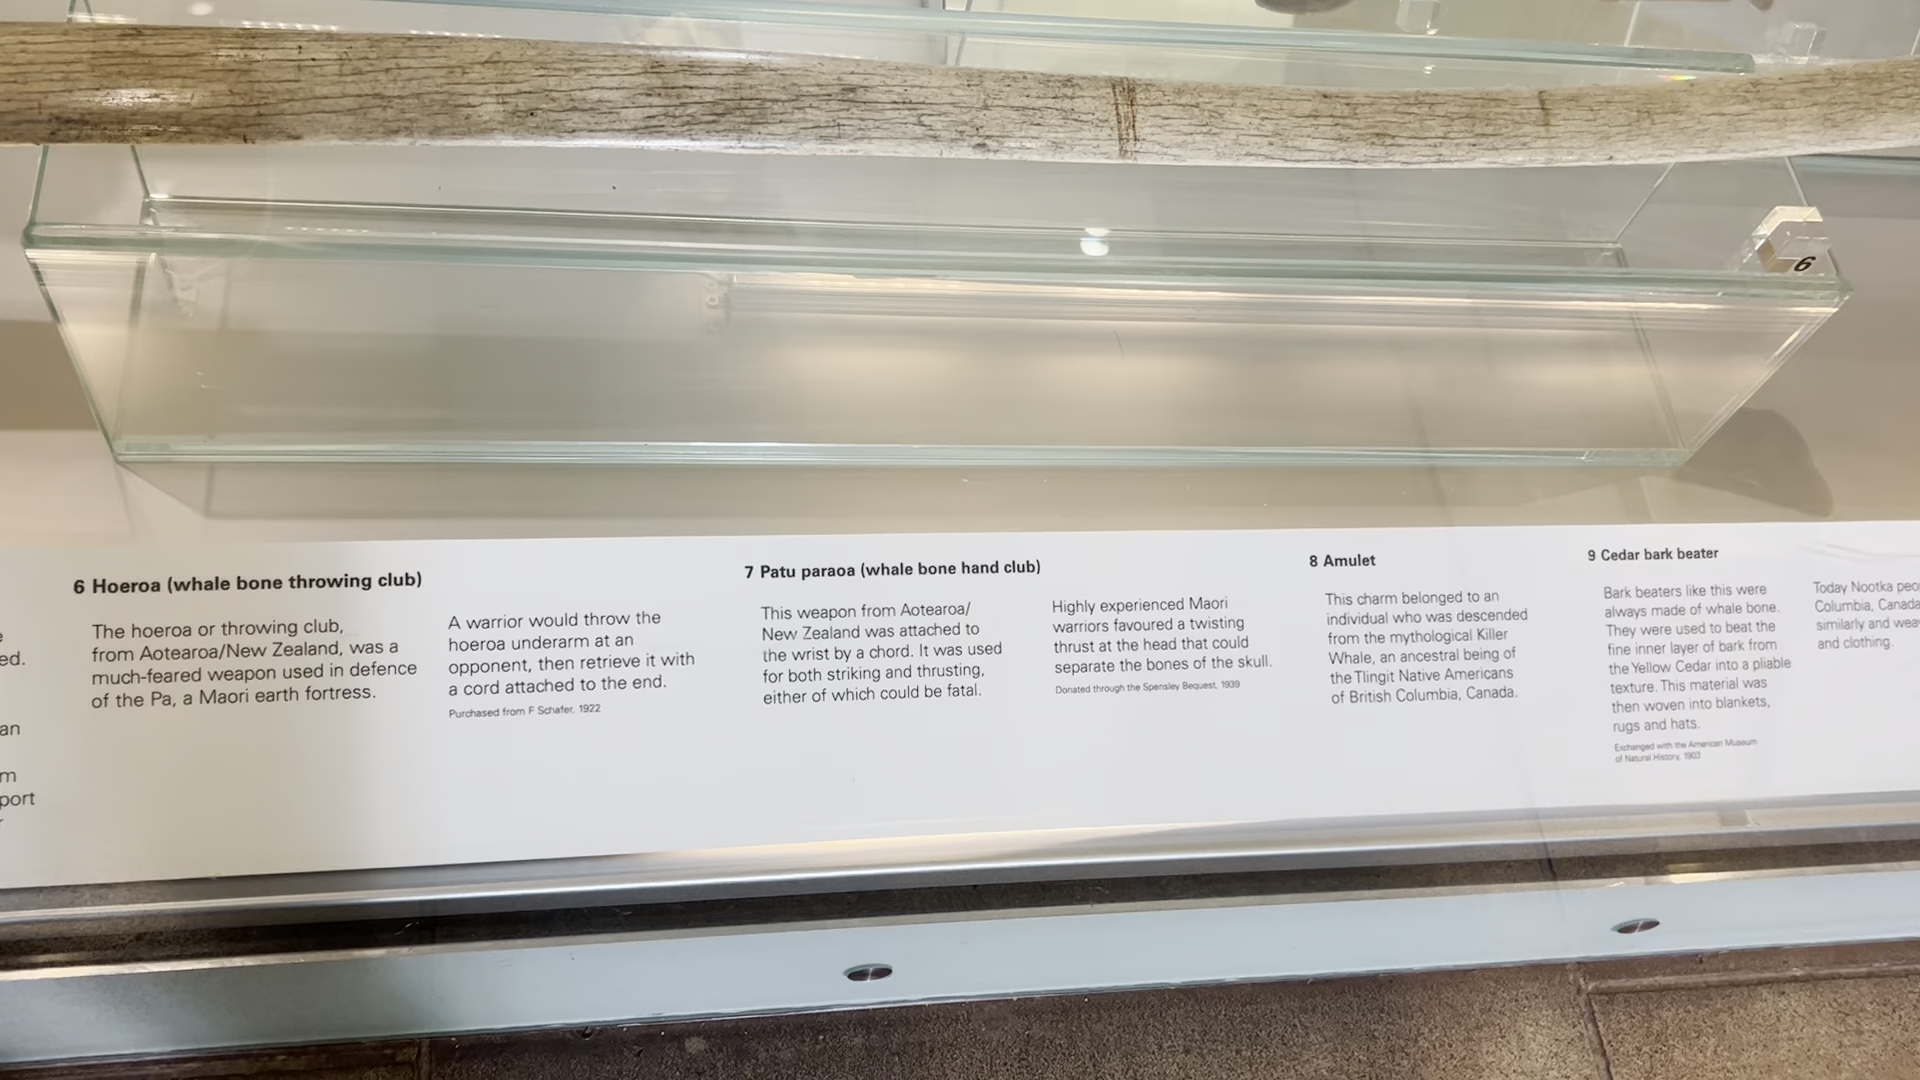 6
6 Hoeroa (whale bone throwing club)
The hoeroa or throwing club,
from Aotearoa/New Zealand, was a
much-feared weapon used in defence
of the Pa, a Maori earth fortress.
A warrior would throw the
hoeroa underarm at an
opponent, then retrieve it with
a cord attached to the end.
Purchased from F Schafer, 1922
7 Patu paraoa (whale bone hand club)
This weapon from Aotearoa/
New Zealand was attached to
the wrist by a chord. It was used
for both striking and thrusting,
either of which could be fatal.
Highly experienced Maori
warriors favoured a twisting
thrust at the head that could
separate the bones of the skull.
Donated through the Spensley Bequest, 1939
8 Amulet
This charm belonged to an
individual who was descended
from the mythological Killer
Whale, an ancestral being of
the Tlingit Native Americans
of British Columbia, Canada.
9 Cedar bark beater
Bark beaters like this were
always made of whale bone.
They were used to beat the
fine inner layer of bark from
the Yellow Cedar into a pliable
texture. This material was
then woven into blankets,
rugs and hats.
Exchanged with the American Museum
of Natural History, 1903
Today Nootka
Columbia, Canada
similarly and
and clothing.